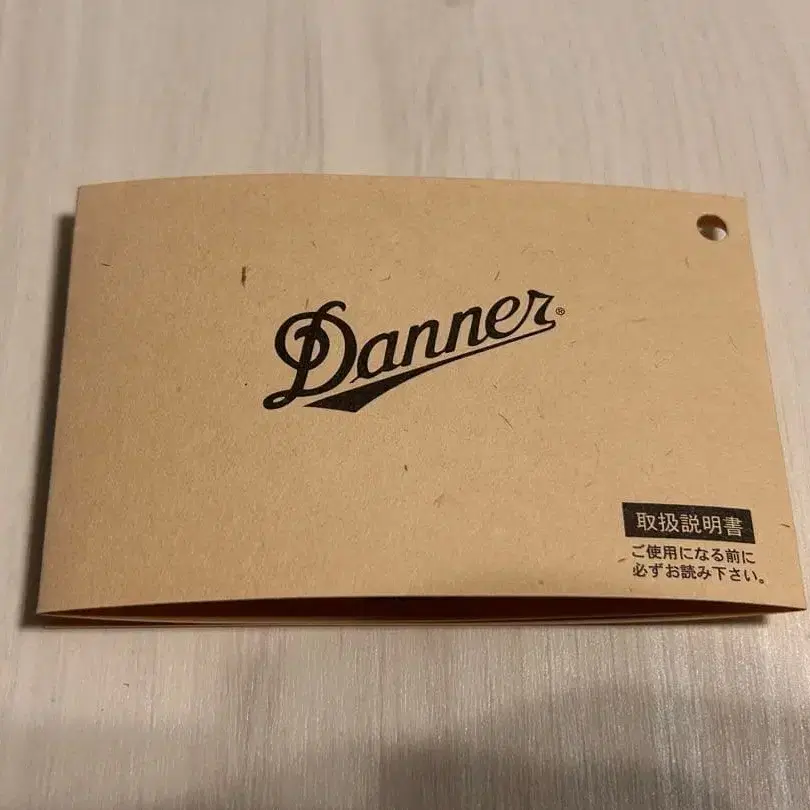 Danner®
取扱説明書
ご使用になる前に
必ずお読み下さい。